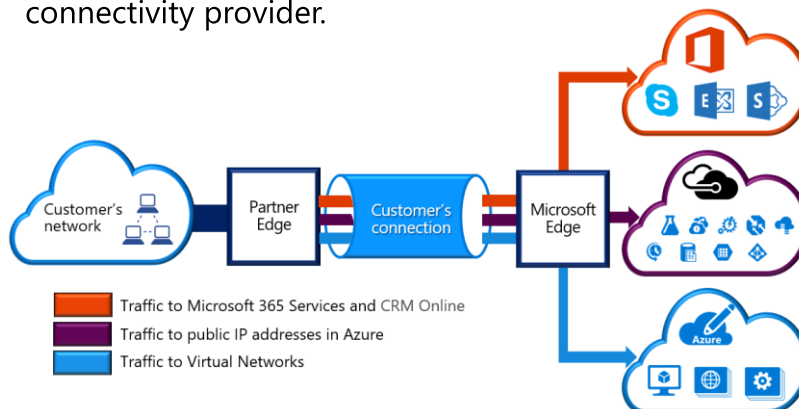 connectivity provider.
Customer's
network
Partner
Edge
Customer's
connection
Microsoft
Edge
S
E
S
Azure
Traffic to Microsoft 365 Services and CRM Online
Traffic to public IP addresses in Azure
Traffic to Virtual Networks